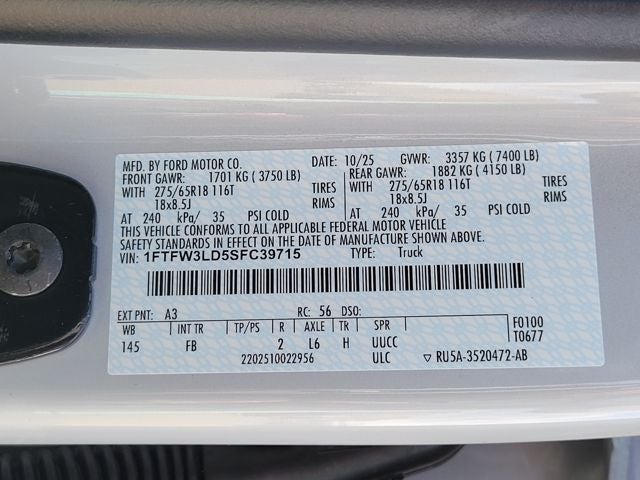 MFD. BY FORD MOTOR CO. DATE: 10/25 GVWR: 3357 KG ( 7400 LB)
FRONT GAWR: 1701 KG ( 3750 LB) REAR GAWR: 1882 KG ( 4150 LB)
WITH 275/65R18 116T TIRES WITH 275/65R18 116T TIRES
18x8.5J RIMS 18x8.5J RIMS
AT 240 kPa/ 35 PSI COLD AT 240 kPa/ 35 PSI COLD
THIS VEHICLE CONFORMS TO ALL APPLICABLE FEDERAL MOTOR VEHICLE
SAFETY STANDARDS IN EFFECT ON THE DATE OF MANUFACTURE SHOWN ABOVE.
VIN: 1FTFW3LD5SFC39715 TYPE: Truck
EXT PNT: A3 RC: 56 DSO:
WB INT TR TP/PS R AXLE TR SPR F0100
145 FB 2 L6 H UUCC T0677
2202510022956 ULC ▽ RU5A-3520472-AB